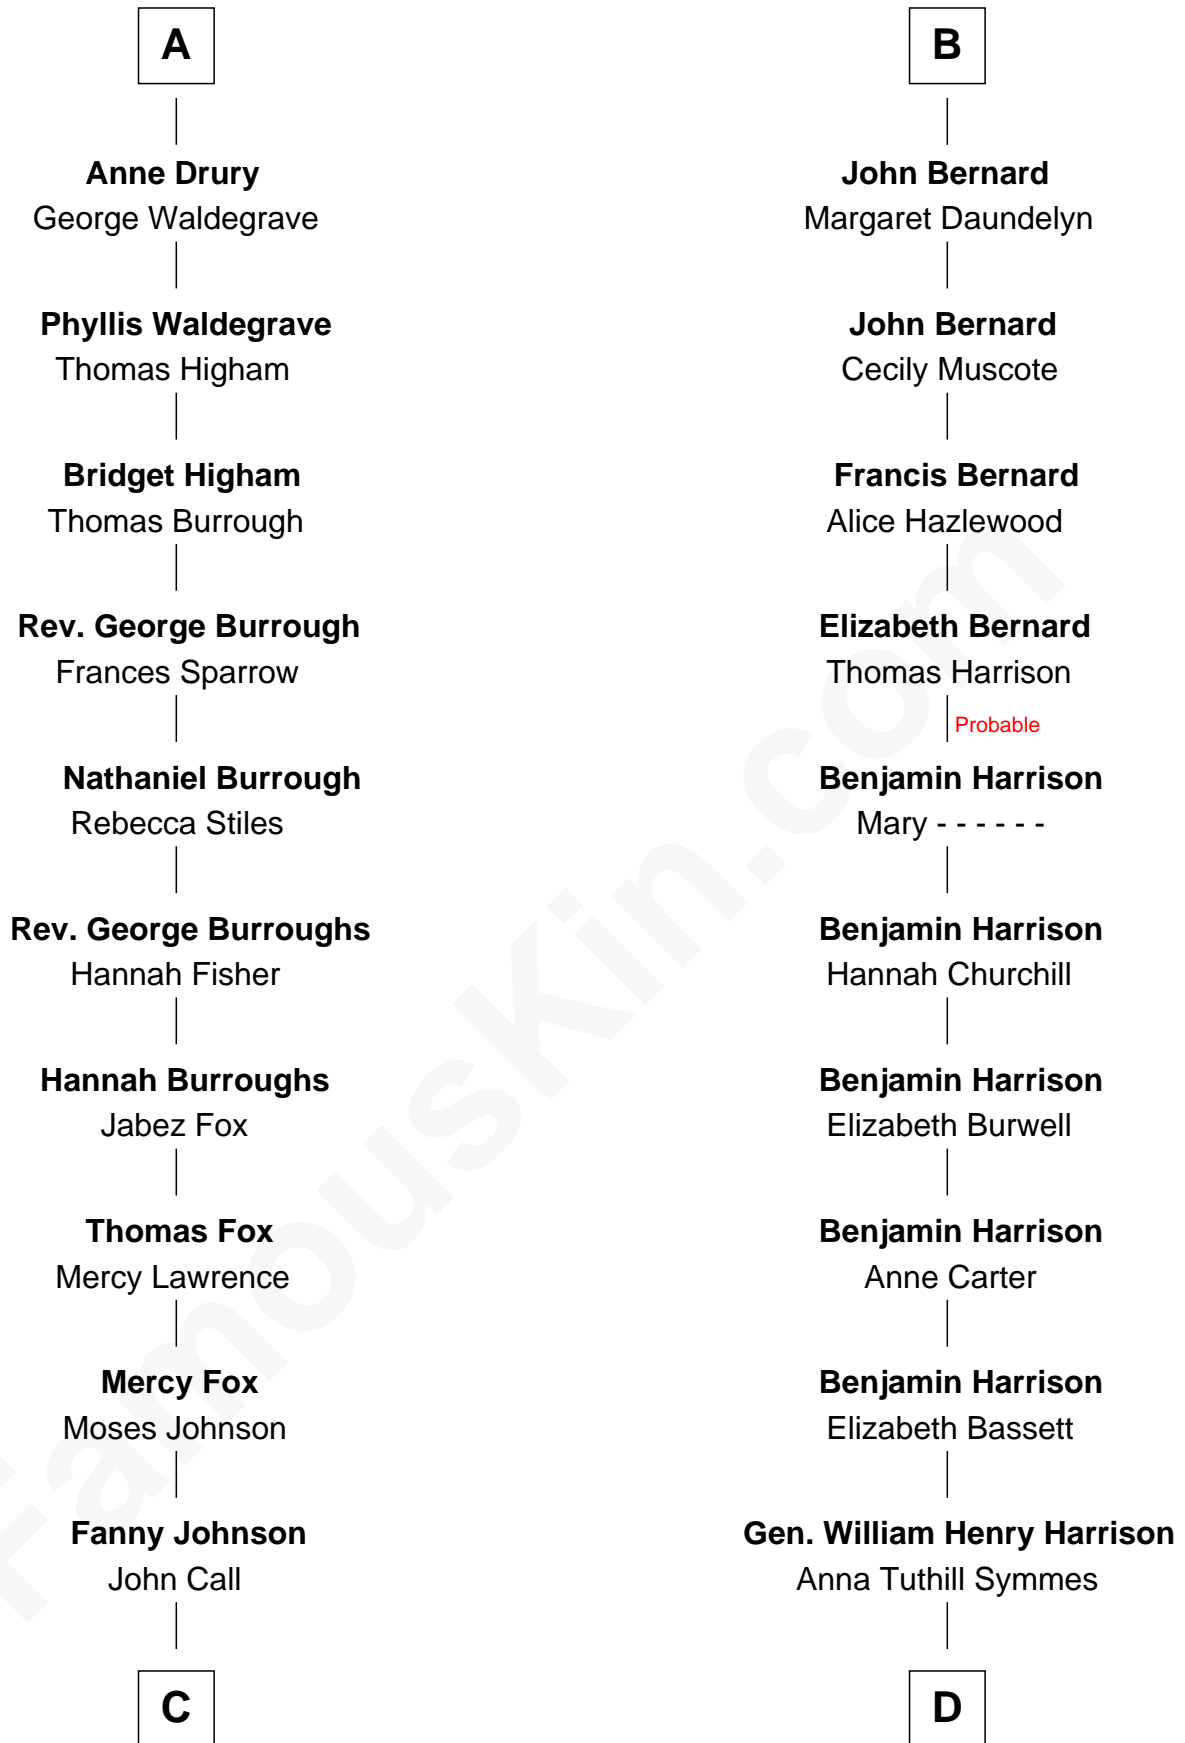 A
Anne Drury
George Waldegrave
Phyllis Waldegrave
Thomas Higham
Bridget Higham
Thomas Burrough
Rev. George Burrough
Frances Sparrow
Nathaniel Burrough
Rebecca Stiles
Rev. George Burroughs
Hannah Fisher
Hannah Burroughs
Jabez Fox
Thomas Fox
Mercy Lawrence
Mercy Fox
Moses Johnson
Fanny Johnson
John Call
C
B
John Bernard
Margaret Daundelyn
John Bernard
Cecily Muscote
Francis Bernard
Alice Hazlewood
Elizabeth Bernard
Thomas Harrison
Probable
Benjamin Harrison
Mary - - - - - -
Benjamin Harrison
Hannah Churchill
Benjamin Harrison
Elizabeth Burwell
Benjamin Harrison
Anne Carter
Benjamin Harrison
Elizabeth Bassett
Gen. William Henry Harrison
Anna Tuthill Symmes
D
FamousKin.com